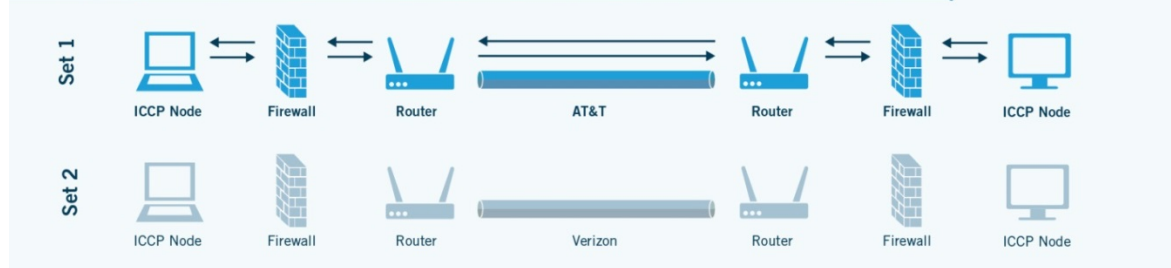 Set 1
ICCP Node Firewall Router AT&T Router Firewall ICCP Node
Set 2
ICCP Node Firewall Router Verizon Router Firewall ICCP Node